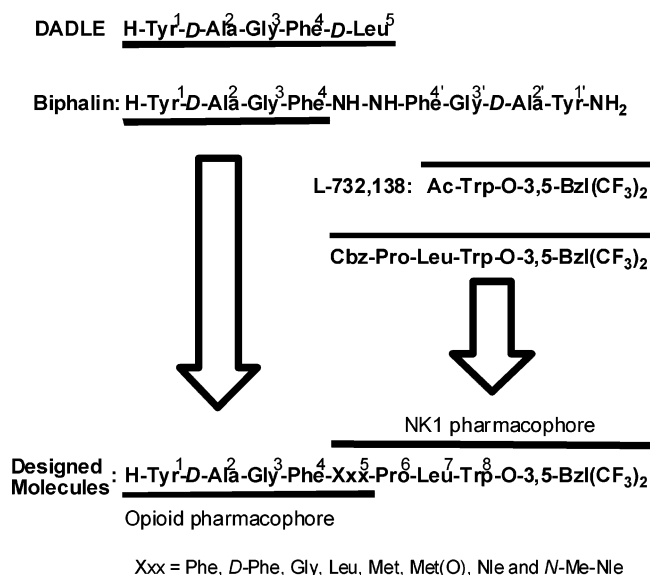 DADLE H-Tyr1-D-Ala2-Gly3-Phe4-D-Leu5
Biphalin: H-Tyr1-D-Ala2-Gly3-Phe4-NH-NH-Phe4'-Gly3'-D-Ala2'-Tyr1'-NH2
L-732,138: Ac-Trp-O-3,5-Bzl(CF3)2
Cbz-Pro-Leu-Trp-O-3,5-Bzl(CF3)2
NK1 pharmacophore
Designed Molecules : H-Tyr1-D-Ala2-Gly3-Phe4-Xxx5-Pro6-Leu7-Trp8-O-3,5-Bzl(CF3)2
Opioid pharmacophore
Xxx = Phe, D-Phe, Gly, Leu, Met, Met(O), Nle and N-Me-Nle